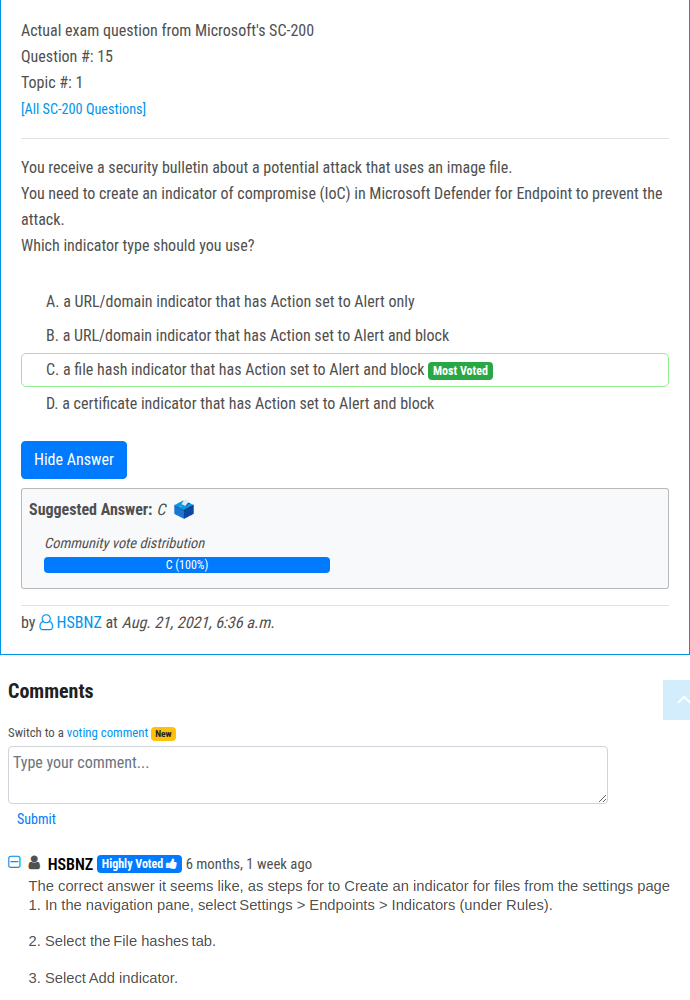 Actual exam question from Microsoft's SC-200
Question #: 15
Topic #: 1
[All SC-200 Questions]
You receive a security bulletin about a potential attack that uses an image file.
You need to create an indicator of compromise (IoC) in Microsoft Defender for Endpoint to prevent the
attack.
Which indicator type should you use?
A. a URL/domain indicator that has Action set to Alert only
B. a URL/domain indicator that has Action set to Alert and block
C. a file hash indicator that has Action set to Alert and block Most Voted
D. a certificate indicator that has Action set to Alert and block
Hide Answer
Suggested Answer: C
Community vote distribution
C (100%)
by HSBNZ at Aug. 21, 2021, 6:36 a.m.
Comments
Switch to a voting comment New
Type your comment...
Submit
HSBNZ Highly Voted 6 months, 1 week ago
The correct answer it seems like, as steps for to Create an indicator for files from the settings page
1. In the navigation pane, select Settings > Endpoints > Indicators (under Rules).
2. Select the File hashes tab.
3. Select Add indicator.